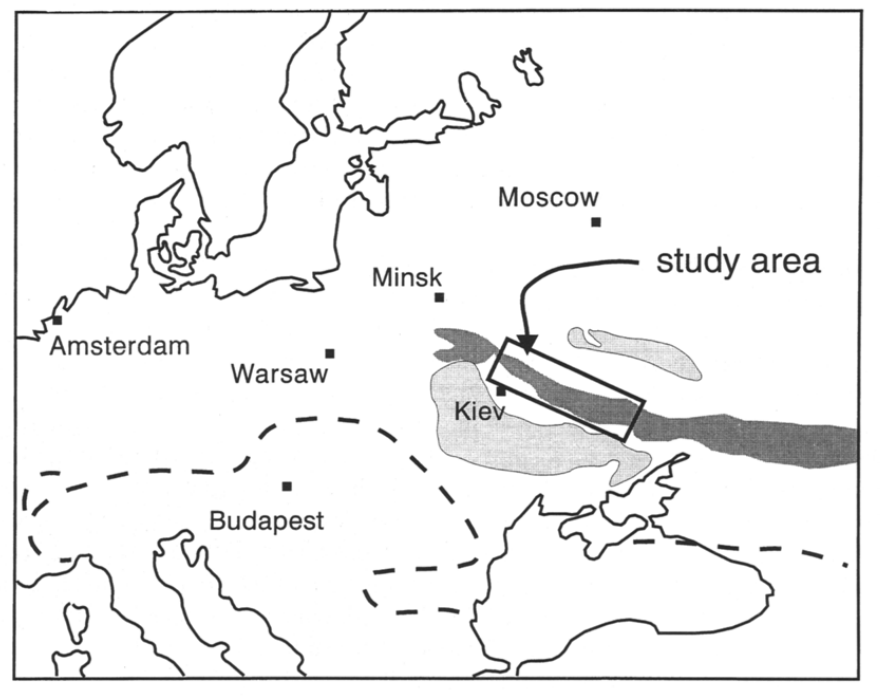 Moscow
study area
Minsk
Amsterdam
Warsaw
Kiev
Budapest